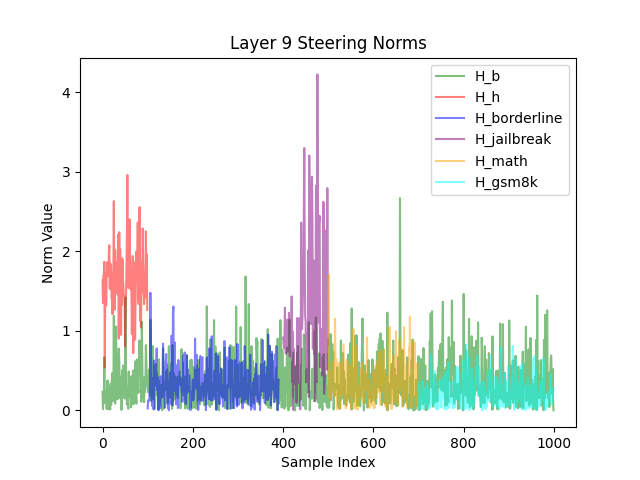 Layer 9 Steering Norms
Norm Value
4
3
2
1
0
0
200
400
600
800
1000
Sample Index
H_b
H_h
H_borderline
H_jailbreak
H_math
H_gsm8k